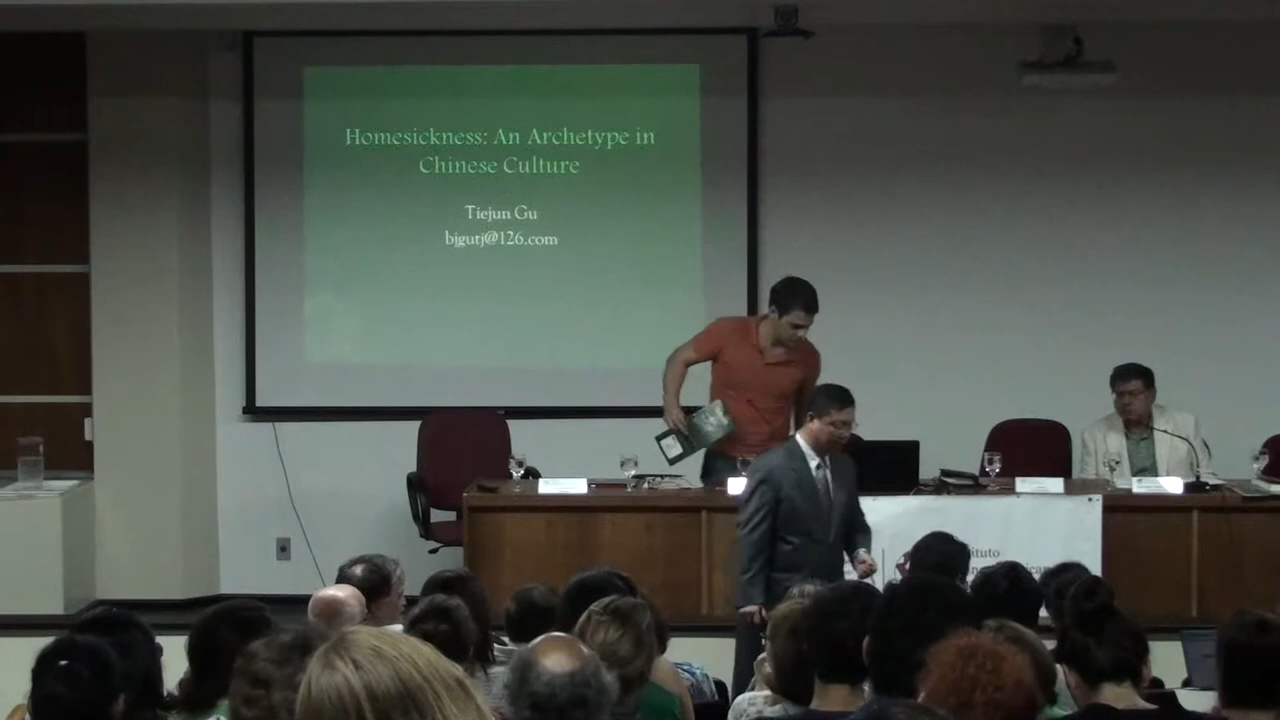 Homesickness: An Archetype in
Chinese Culture
Tiejun Gu
bjgutj@126.com